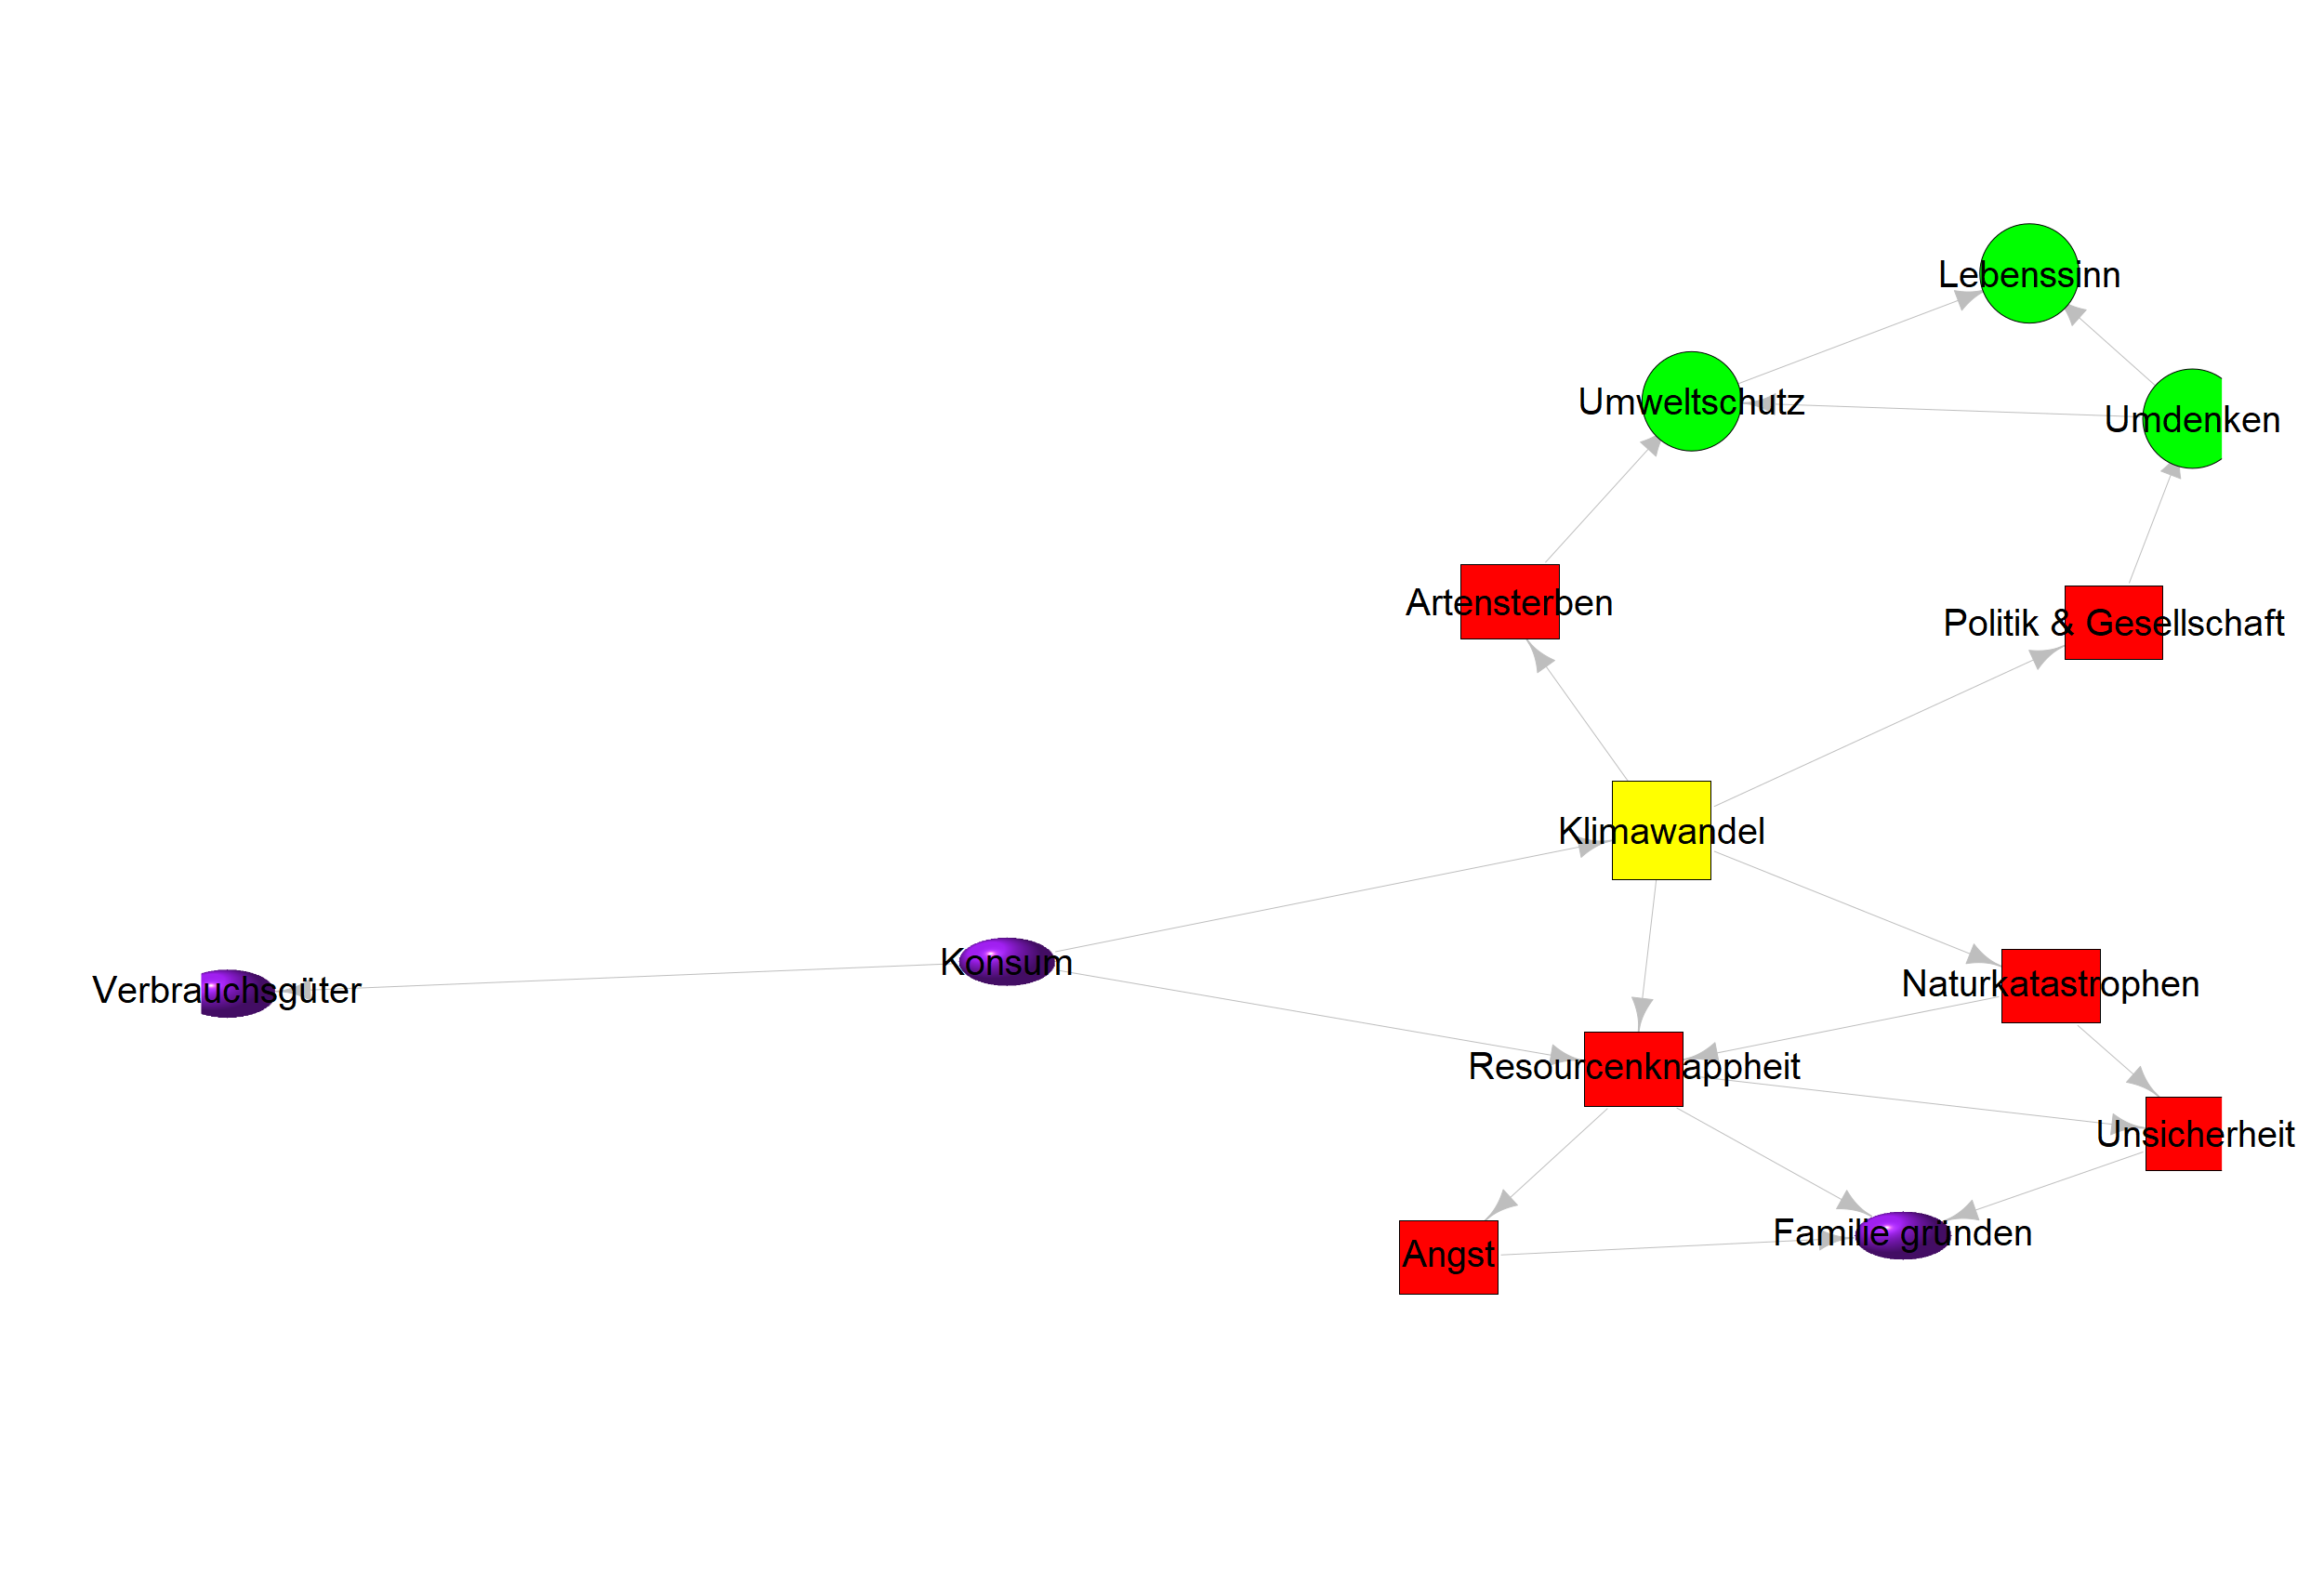 Lebenssinn
Umweltschutz
Umdenken
Artensterben
Politik & Gesellschaft
Klimawandel
Konsum
Verbrauchsgüter
Naturkatastrophen
Resourcenknappheit
Unsicherheit
Familie gründen
Angst